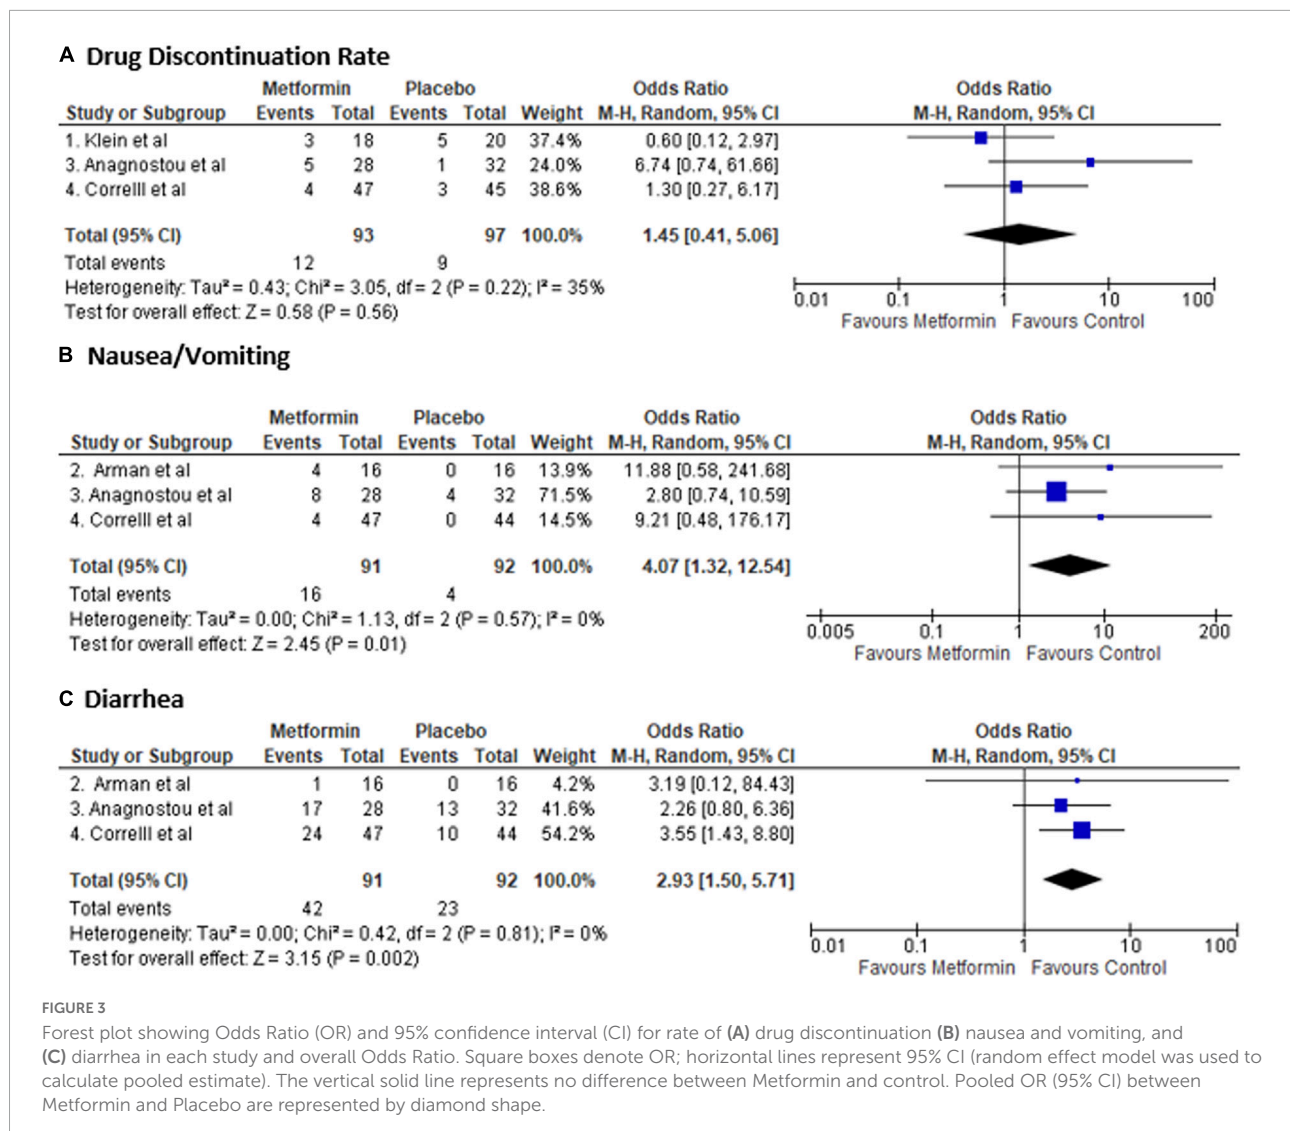 A Drug Discontinuation Rate
Metformin Placebo Odds Ratio Odds Ratio
Study or Subgroup Events Total Events Total Weight M-H, Random, 95% CI M-H, Random, 95% CI
1. Klein et al 3 18 5 20 37.4% 0.60 [0.12, 2.97]
3. Anagnostou et al 5 28 1 32 24.0% 6.74 [0.74, 61.66]
4. Correlll et al 4 47 3 45 38.6% 1.30 [0.27, 6.17]
Total (95% CI) 93 97 100.0% 1.45 [0.41, 5.06]
Total events 12 9
Heterogeneity: Tau² = 0.43; Chi² = 3.05, df = 2 (P = 0.22); I² = 35%
Test for overall effect: Z = 0.58 (P = 0.56)
0.01 0.1 1 10 100
Favours Metformin Favours Control
B Nausea/Vomiting
Metformin Placebo Odds Ratio Odds Ratio
Study or Subgroup Events Total Events Total Weight M-H, Random, 95% CI M-H, Random, 95% CI
2. Arman et al 4 16 0 16 13.9% 11.88 [0.58, 241.68]
3. Anagnostou et al 8 28 4 32 71.5% 2.80 [0.74, 10.59]
4. Correlll et al 4 47 0 44 14.5% 9.21 [0.48, 176.17]
Total (95% CI) 91 92 100.0% 4.07 [1.32, 12.54]
Total events 16 4
Heterogeneity: Tau² = 0.00; Chi² = 1.13, df = 2 (P = 0.57); I² = 0%
Test for overall effect: Z = 2.45 (P = 0.01)
0.005 0.1 1 10 200
Favours Metformin Favours Control
C Diarrhea
Metformin Placebo Odds Ratio Odds Ratio
Study or Subgroup Events Total Events Total Weight M-H, Random, 95% CI M-H, Random, 95% CI
2. Arman et al 1 16 0 16 4.2% 3.19 [0.12, 84.43]
3. Anagnostou et al 17 28 13 32 41.6% 2.26 [0.80, 6.36]
4. Correlll et al 24 47 10 44 54.2% 3.55 [1.43, 8.80]
Total (95% CI) 91 92 100.0% 2.93 [1.50, 5.71]
Total events 42 23
Heterogeneity: Tau² = 0.00; Chi² = 0.42, df = 2 (P = 0.81); I² = 0%
Test for overall effect: Z = 3.15 (P = 0.002)
0.01 0.1 1 10 100
Favours Metformin Favours Control
FIGURE 3
Forest plot showing Odds Ratio (OR) and 95% confidence interval (CI) for rate of (A) drug discontinuation (B) nausea and vomiting, and
(C) diarrhea in each study and overall Odds Ratio. Square boxes denote OR; horizontal lines represent 95% CI (random effect model was used to
calculate pooled estimate). The vertical solid line represents no difference between Metformin and control. Pooled OR (95% CI) between
Metformin and Placebo are represented by diamond shape.